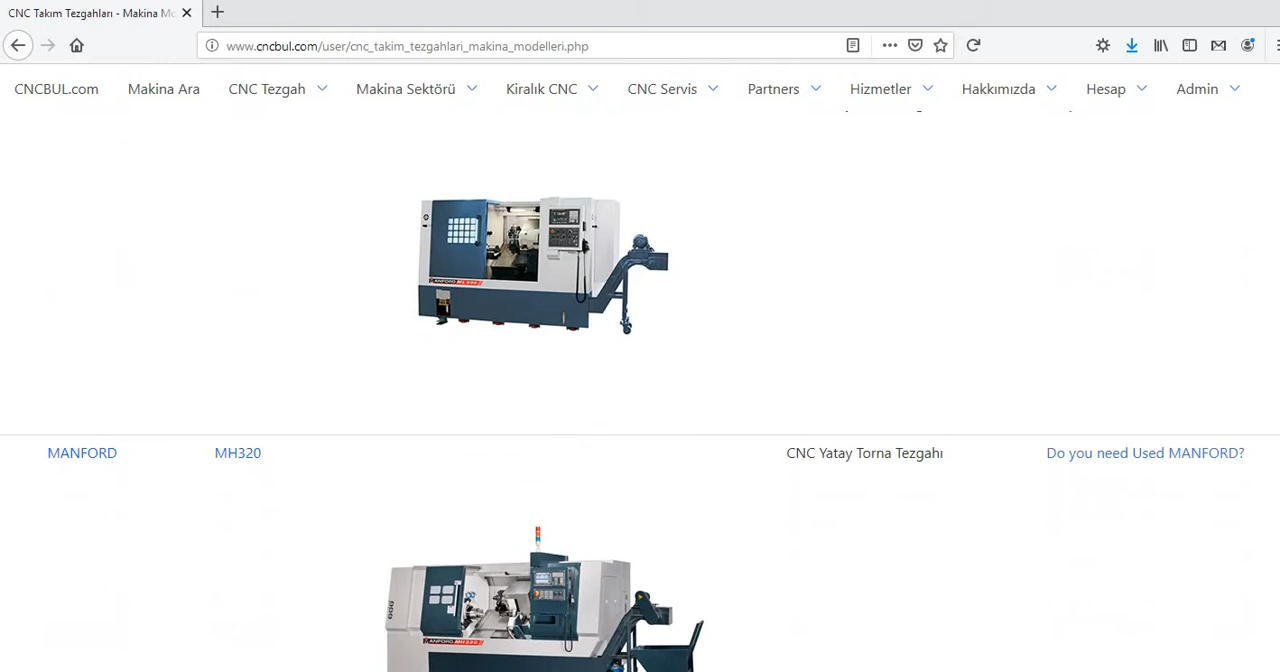 CNC Takım Tezgahları - Makina Mo
www.cncbul.com/user/cnc_takim_tezgahlari_makina_modelleri.php
CNCBUL.com Makina Ara CNC Tezgah Makina Sektörü Kiralık CNC CNC Servis Partners Hizmetler Hakkımızda Hesap Admin
MANFORD MH320 CNC Yatay Torna Tezgahı Do you need Used MANFORD?